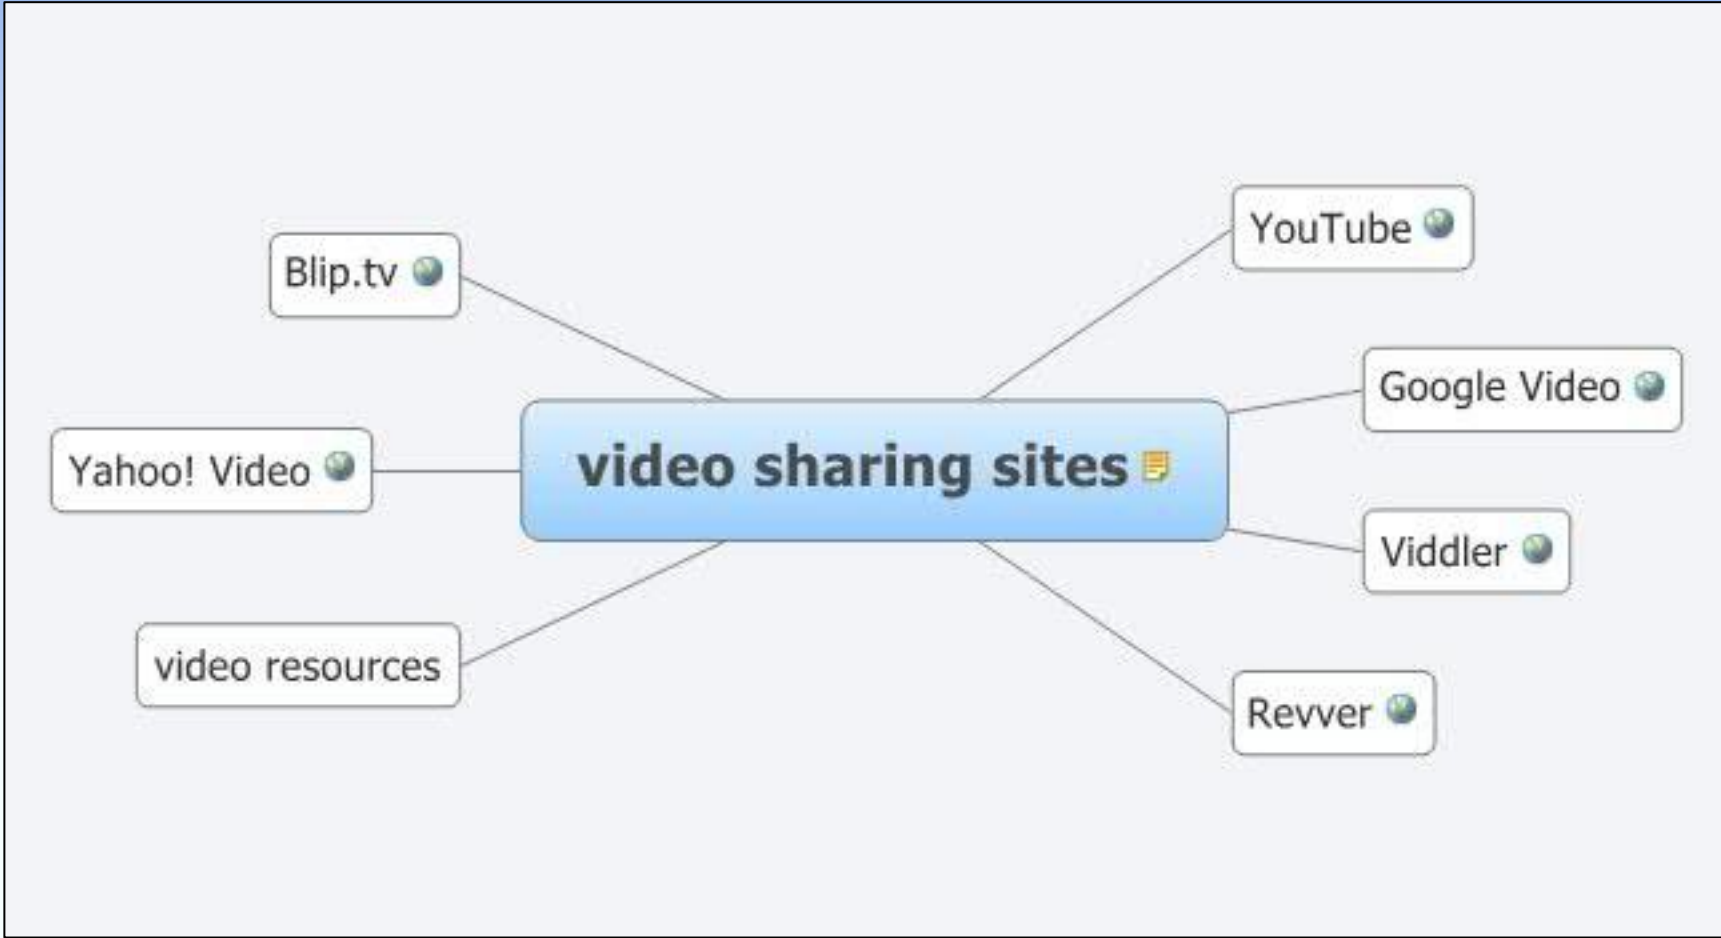 YouTube
Blip.tv
Google Video
Yahoo! Video
video sharing sites
Viddler
video resources
Revver